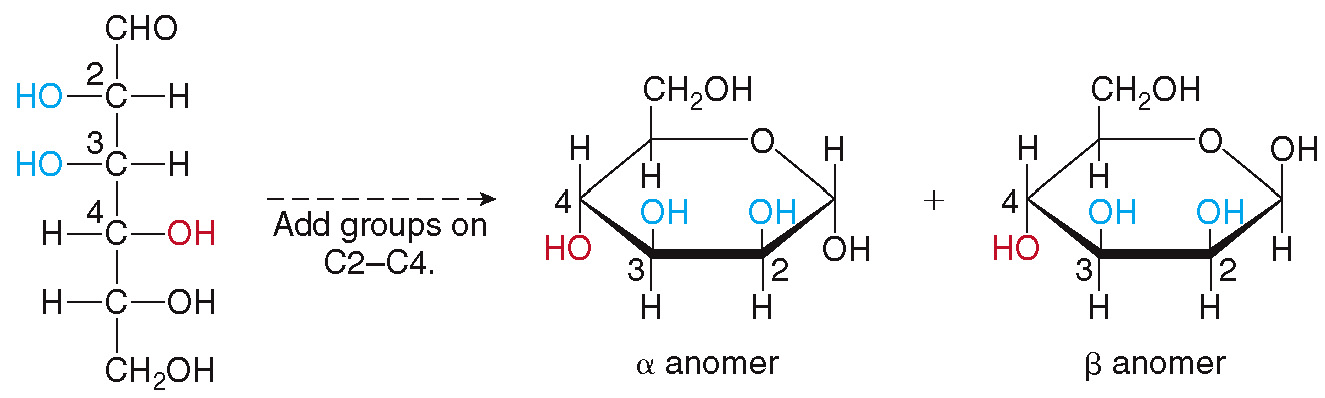 CHO
2
HO–C–H
3
HO–C–H
4
H–C–OH
H–C–OH
CH₂OH
Add groups on
C2–C4.
CH₂OH
H O H
H
4 OH OH
HO OH
3 2
H H
α anomer
+
CH₂OH
H O OH
H
4 OH OH
HO H
3 2
H H
β anomer